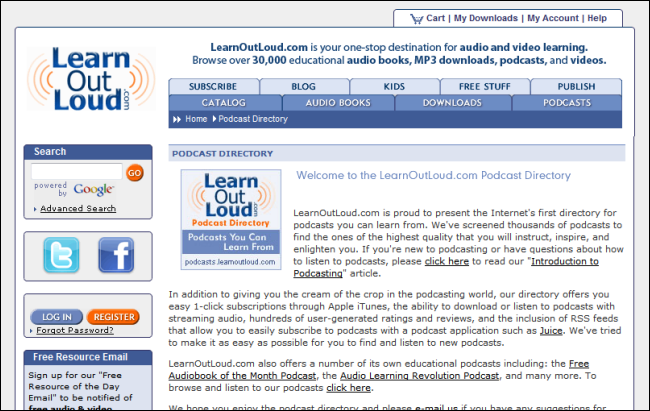 Cart | My Downloads | My Account | Help
Learn
Out
Loud
.com
LearnOutLoud.com is your one-stop destination for audio and video learning.
Browse over 30,000 educational audio books, MP3 downloads, podcasts, and videos.
SUBSCRIBE BLOG KIDS FREE STUFF PUBLISH
CATALOG AUDIO BOOKS DOWNLOADS PODCASTS
Home Podcast Directory
Search
GO
powered
by Google
Advanced Search
t f
LOG IN REGISTER
Forgot Password?
Free Resource Email
Sign up for our "Free
Resource of the Day
Email" to be notified of
free audio & video
PODCAST DIRECTORY
Learn
Out
Loud
.com
Podcast Directory
Podcasts You Can
Learn From
podcasts.learnoutloud.com
Welcome to the LearnOutLoud.com Podcast Directory
LearnOutLoud.com is proud to present the Internet's first directory for
podcasts you can learn from. We've screened thousands of podcasts to
find the ones of the highest quality that you will instruct, inspire, and
enlighten you. If you're new to podcasting or have questions about how
to listen to podcasts, please click here to read our "Introduction to
Podcasting" article.
In addition to giving you the cream of the crop in the podcasting world, our directory offers you
easy 1-click subscriptions through Apple iTunes, the ability to download or listen to podcasts with
streaming audio, hundreds of user-generated ratings and reviews, and the inclusion of RSS feeds
that allow you to easily subscribe to podcasts with a podcast application such as Juice. We've tried
to make it as easy as possible for you to find and listen to new podcasts.
LearnOutLoud.com also offers a number of its own educational podcasts including: the Free
Audiobook of the Month Podcast, the Audio Learning Revolution Podcast, and many more. To
browse and listen to our podcasts click here.
We hope you enjoy the podcast directory and please e-mail us if you have any suggestions for